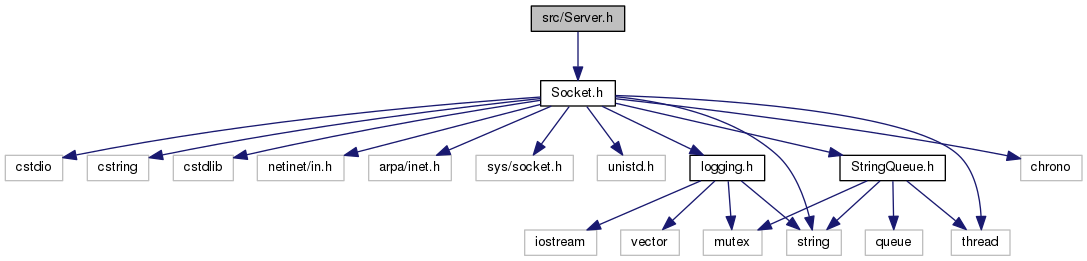 src/Server.h
Socket.h
cstdio
cstring
cstdlib
netinet/in.h
arpa/inet.h
sys/socket.h
unistd.h
logging.h
StringQueue.h
chrono
iostream
vector
mutex
string
queue
thread